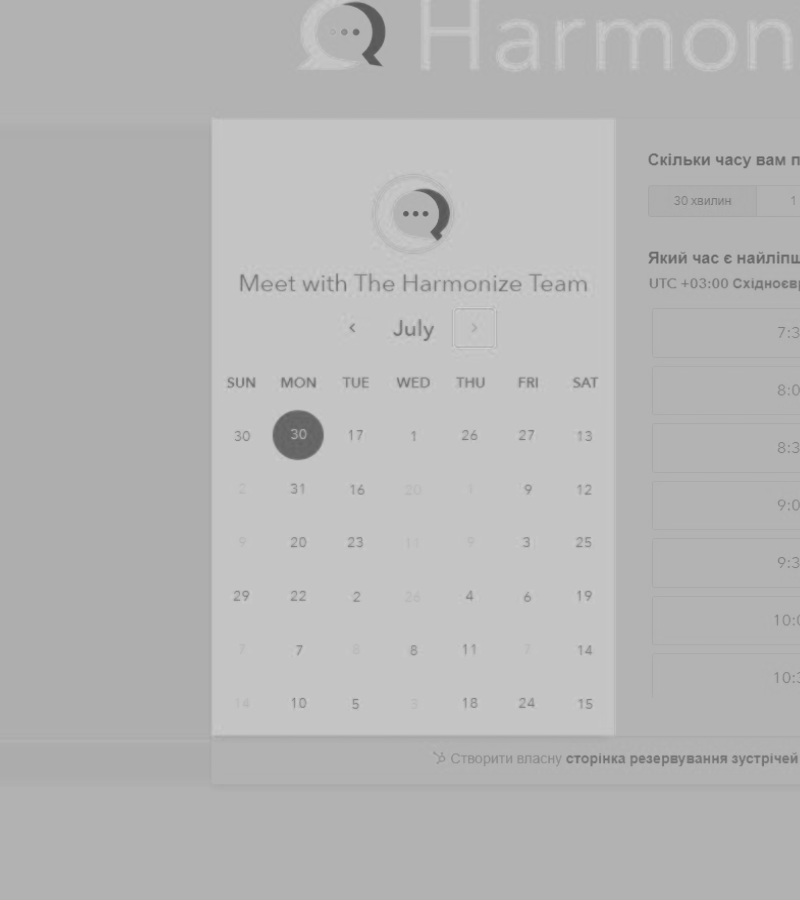 Harmon
Meet with The Harmonize Team
July
SUN MON TUE WED THU FRI SAT
30 30 17 1 26 27 13
2 31 16 20 1 9 12
9 20 23 11 9 3 25
29 22 2 26 4 6 19
7 7 8 8 11 7 14
14 10 5 3 18 24 15
Скільки часу вам п
30 хвилин 1
Який час є найліпш
UTC +03:00 Східноєвр
7:3
8:0
8:3
9:0
9:3
10:0
10:3
Створити власну сторінка резервування зустрічей